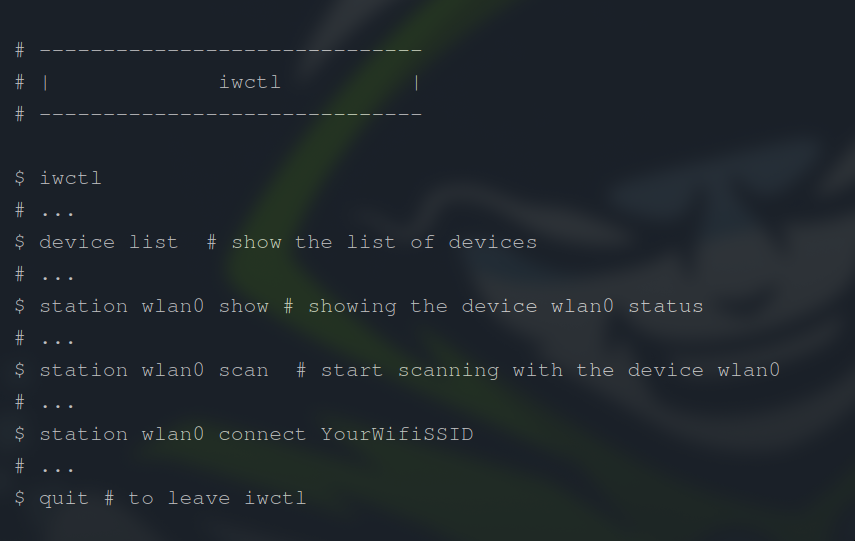 # ------------------------------
# |             iwctl          |
# ------------------------------
$ iwctl
# ...
$ device list  # show the list of devices
# ...
$ station wlan0 show # showing the device wlan0 status
# ...
$ station wlan0 scan  # start scanning with the device wlan0
# ...
$ station wlan0 connect YourWifiSSID
# ...
$ quit # to leave iwctl